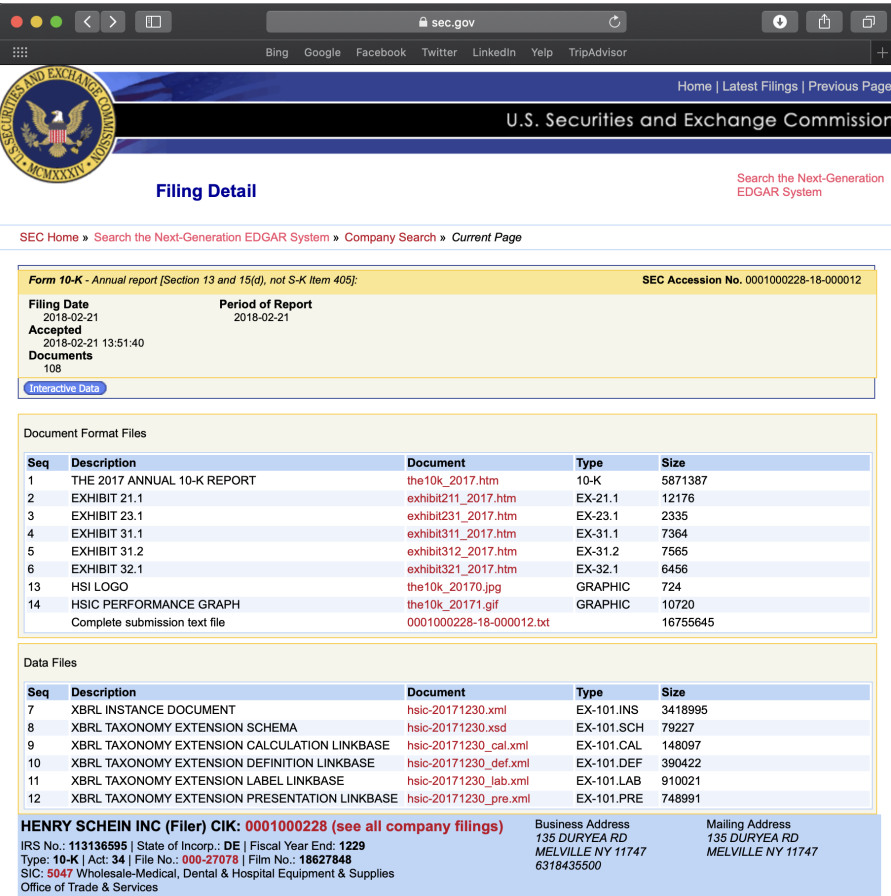 sec.gov
Bing Google Facebook Twitter LinkedIn Yelp TripAdvisor
SECURITIES AND EXCHANGE COMMISSION
U.S.
MCMXXXIV
Home | Latest Filings | Previous Page
U.S. Securities and Exchange Commission
Filing Detail
Search the Next-Generation
EDGAR System
SEC Home » Search the Next-Generation EDGAR System » Company Search » Current Page
Form 10-K - Annual report [Section 13 and 15(d), not S-K Item 405]: SEC Accession No. 0001000228-18-000012
Filing Date Period of Report
2018-02-21 2018-02-21
Accepted
2018-02-21 13:51:40
Documents
108
Interactive Data
Document Format Files
Seq Description Document Type Size
1 THE 2017 ANNUAL 10-K REPORT the10k_2017.htm 10-K 5871387
2 EXHIBIT 21.1 exhibit211_2017.htm EX-21.1 12176
3 EXHIBIT 23.1 exhibit231_2017.htm EX-23.1 2335
4 EXHIBIT 31.1 exhibit311_2017.htm EX-31.1 7364
5 EXHIBIT 31.2 exhibit312_2017.htm EX-31.2 7565
6 EXHIBIT 32.1 exhibit321_2017.htm EX-32.1 6456
13 HSI LOGO the10k_20170.jpg GRAPHIC 724
14 HSIC PERFORMANCE GRAPH the10k_20171.gif GRAPHIC 10720
Complete submission text file 0001000228-18-000012.txt 16755645
Data Files
Seq Description Document Type Size
7 XBRL INSTANCE DOCUMENT hsic-20171230.xml EX-101.INS 3418995
8 XBRL TAXONOMY EXTENSION SCHEMA hsic-20171230.xsd EX-101.SCH 79227
9 XBRL TAXONOMY EXTENSION CALCULATION LINKBASE hsic-20171230_cal.xml EX-101.CAL 148097
10 XBRL TAXONOMY EXTENSION DEFINITION LINKBASE hsic-20171230_def.xml EX-101.DEF 390422
11 XBRL TAXONOMY EXTENSION LABEL LINKBASE hsic-20171230_lab.xml EX-101.LAB 910021
12 XBRL TAXONOMY EXTENSION PRESENTATION LINKBASE hsic-20171230_pre.xml EX-101.PRE 748991
HENRY SCHEIN INC (Filer) CIK: 0001000228 (see all company filings)
IRS No.: 113136595 | State of Incorp.: DE | Fiscal Year End: 1229
Type: 10-K | Act: 34 | File No.: 000-27078 | Film No.: 18627848
SIC: 5047 Wholesale-Medical, Dental & Hospital Equipment & Supplies
Office of Trade & Services
Business Address
135 DURYEA RD
MELVILLE NY 11747
6318435500
Mailing Address
135 DURYEA RD
MELVILLE NY 11747